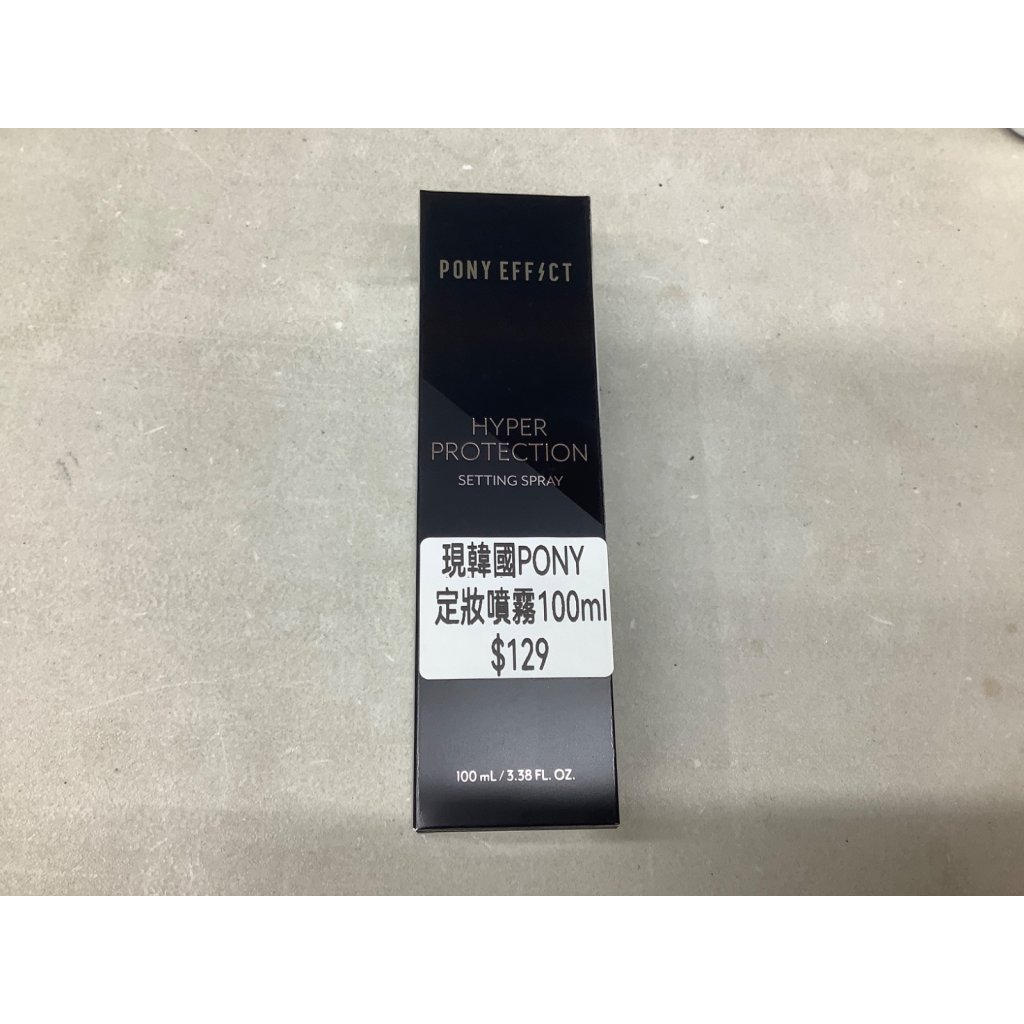 PONY EFFECT
HYPER
PROTECTION
SETTING SPRAY
現韓國PONY
定妝噴霧100ml
$129
100 mL / 3.38 FL. OZ.